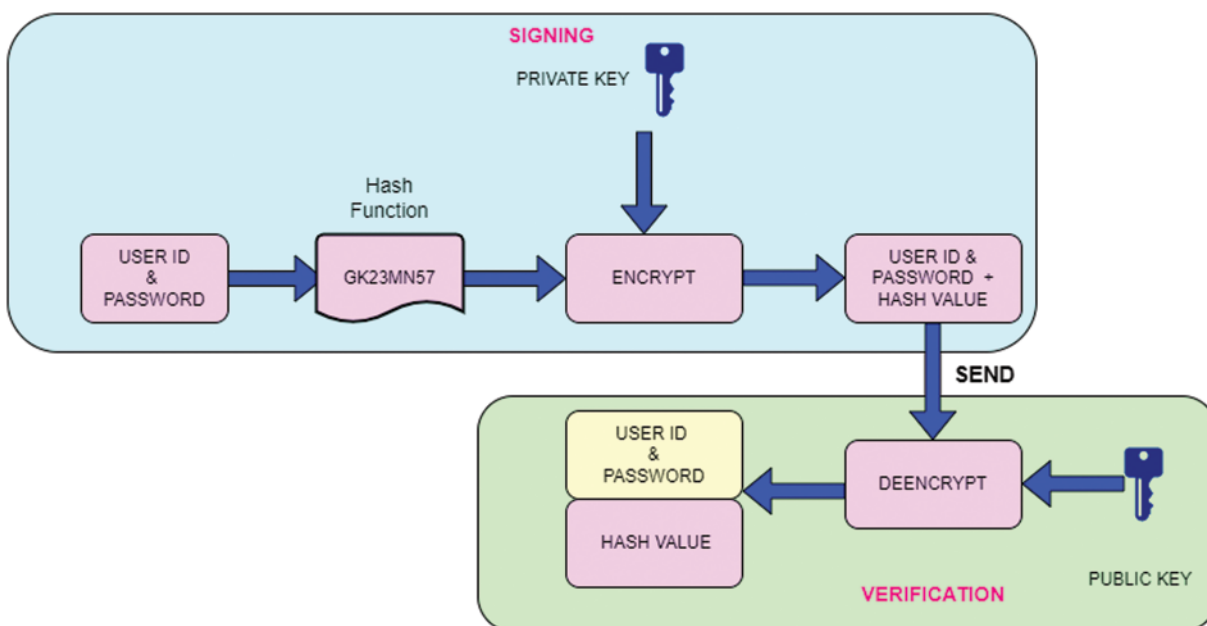 SIGNING
PRIVATE KEY
Hash
Function
USER ID
&
PASSWORD
GK23MN57
ENCRYPT
USER ID &
PASSWORD +
HASH VALUE
SEND
USER ID
&
PASSWORD
HASH VALUE
DEENCRYPT
PUBLIC KEY
VERIFICATION